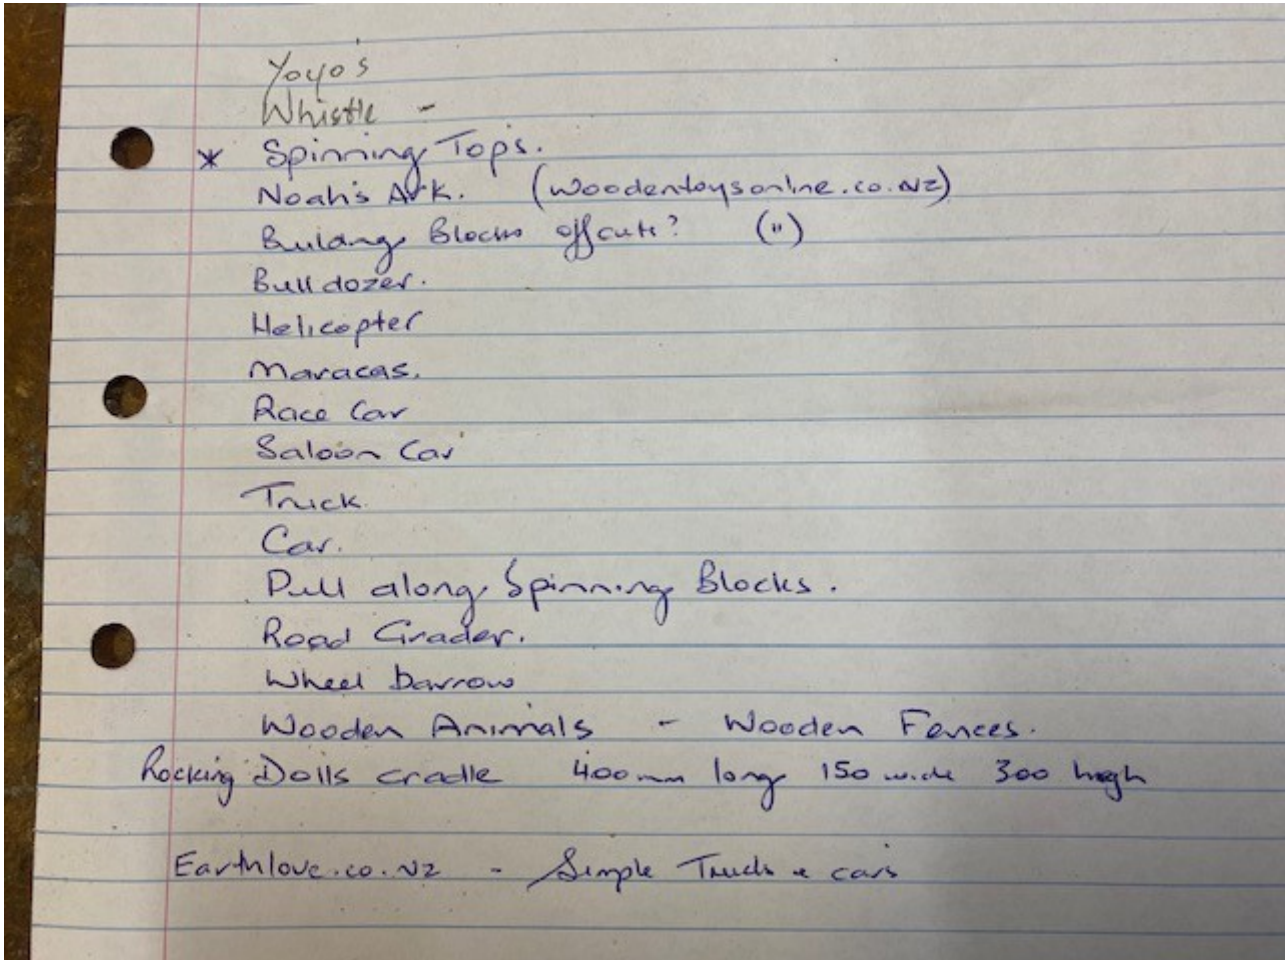 Yoyo's
Whistle -
* Spinning Tops.
Noah's Ark. (woodentoysonline.co.NZ)
Building Blocks offcuts? (")
Bulldozer.
Helicopter
Maracas.
Race Car
Saloon Car
Truck
Car.
Pull along Spinning Blocks.
Road Grader.
Wheel barrow
Wooden Animals - Wooden Fences.
Rocking Dolls cradle 400mm long 150 wide 300 high
Earthlove.co.NZ - Simple Trucks & cars